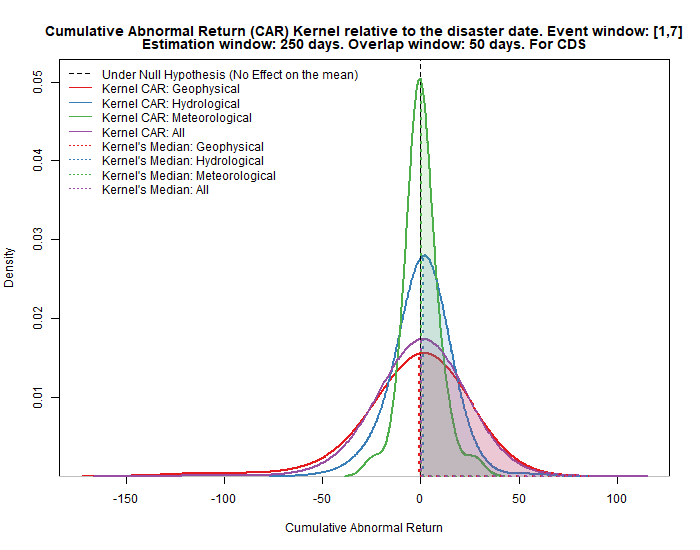 Cumulative Abnormal Return (CAR) Kernel relative to the disaster date. Event window: [1,7]
Estimation window: 250 days. Overlap window: 50 days. For CDS
Under Null Hypothesis (No Effect on the mean)
Kernel CAR: Geophysical
Kernel CAR: Hydrological
Kernel CAR: Meteorological
Kernel CAR: All
Kernel's Median: Geophysical
Kernel's Median: Hydrological
Kernel's Median: Meteorological
Kernel's Median: All
Density
0.05
0.04
0.03
0.02
0.01
-150 -100 -50 0 50 100
Cumulative Abnormal Return